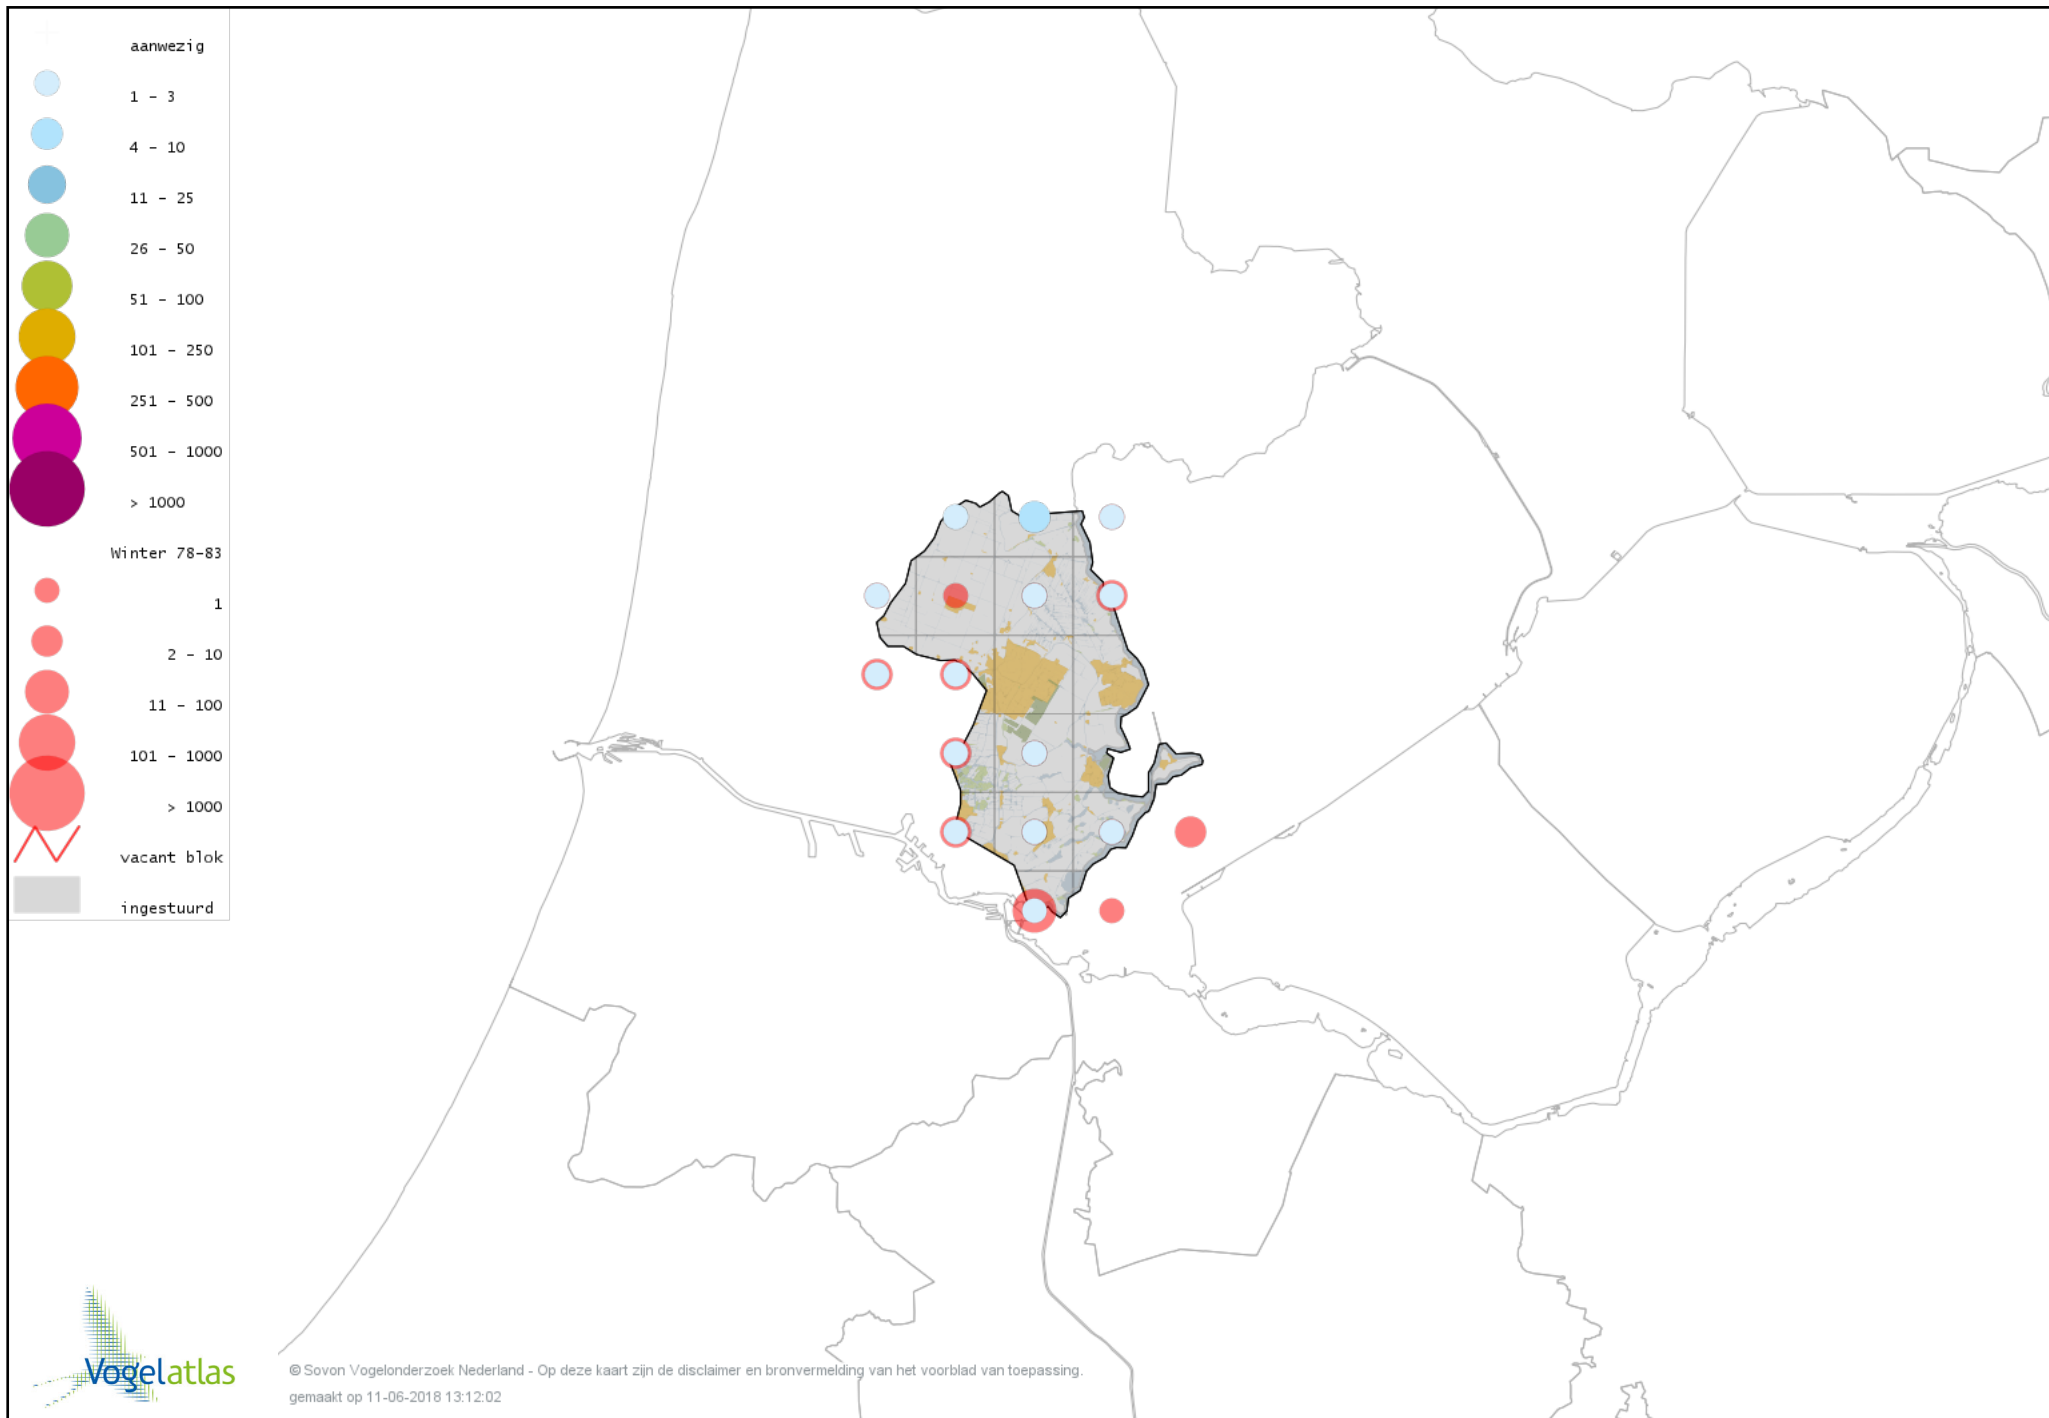 aanwezig
1 - 3
4 - 10
11 - 25
26 - 50
51 - 100
101 - 250
251 - 500
501 - 1000
> 1000
Winter 78-83
1
2 - 10
11 - 100
101 - 1000
> 1000
vacant blok
ingestuurd
Vogelatlas
© Sovon Vogelonderzoek Nederland - Op deze kaart zijn de disclaimer en bronvermelding van het voorblad van toepassing.
gemaakt op 11-06-2018 13:12:02